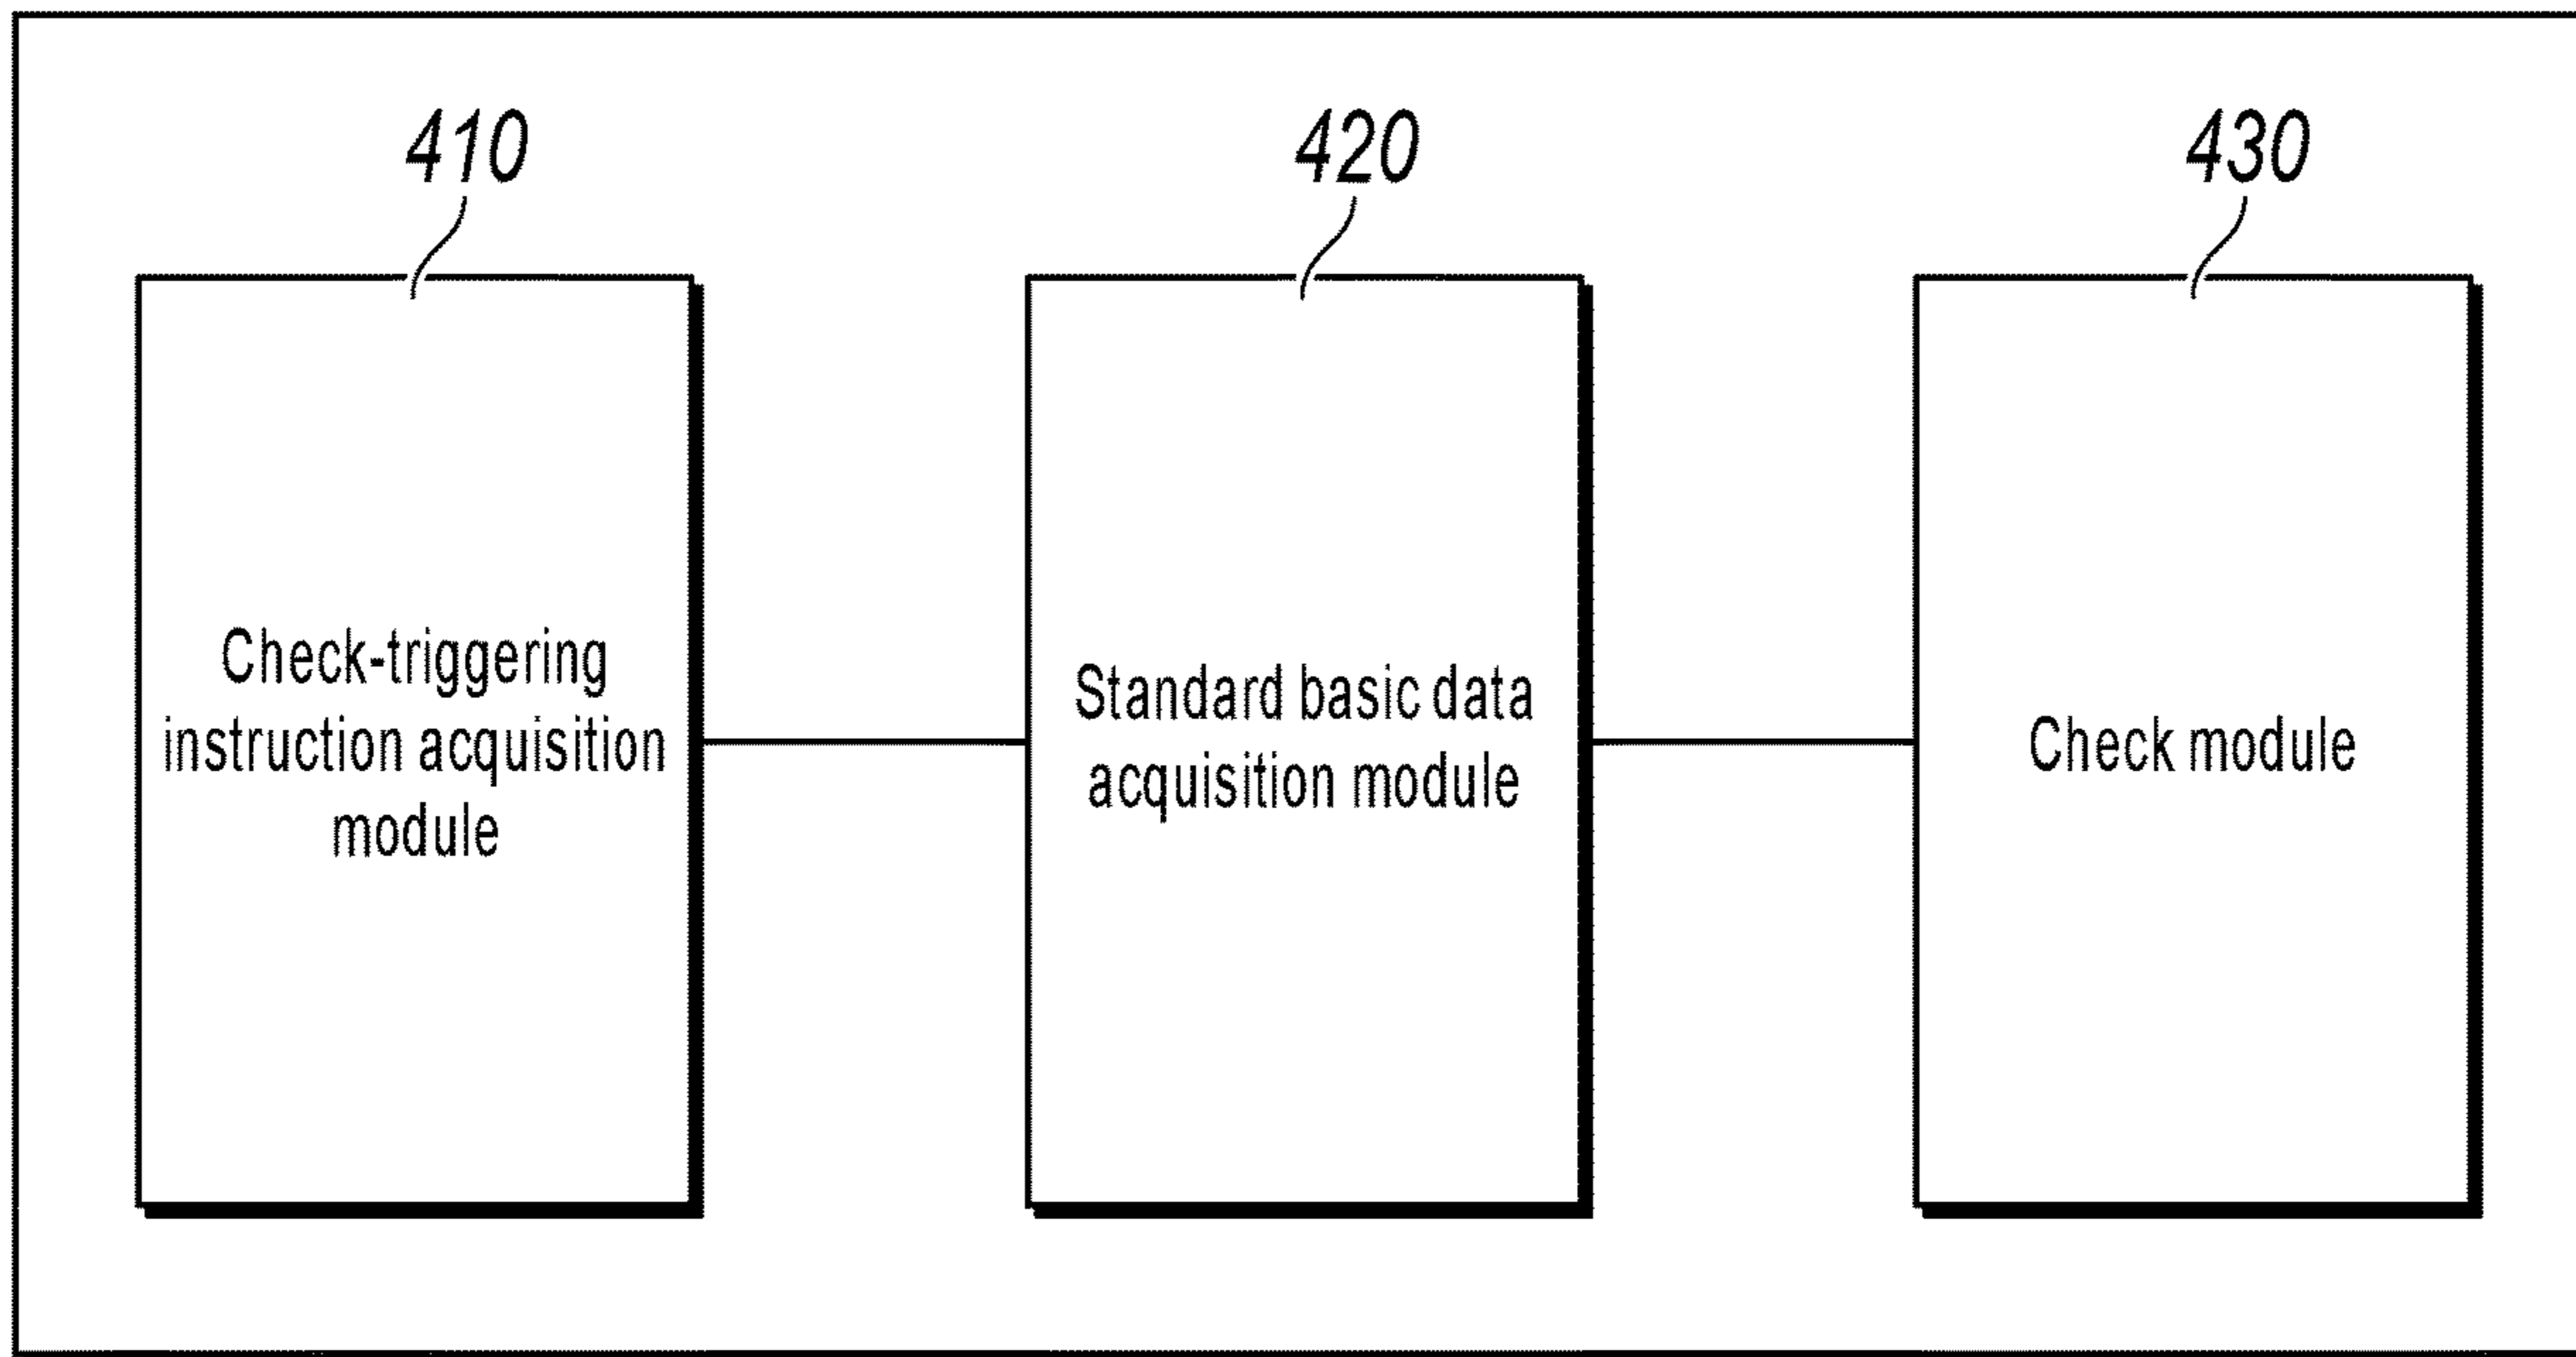 410
420
430
Check-triggering
instruction acquisition
module
Standard basic data
acquisition module
Check module